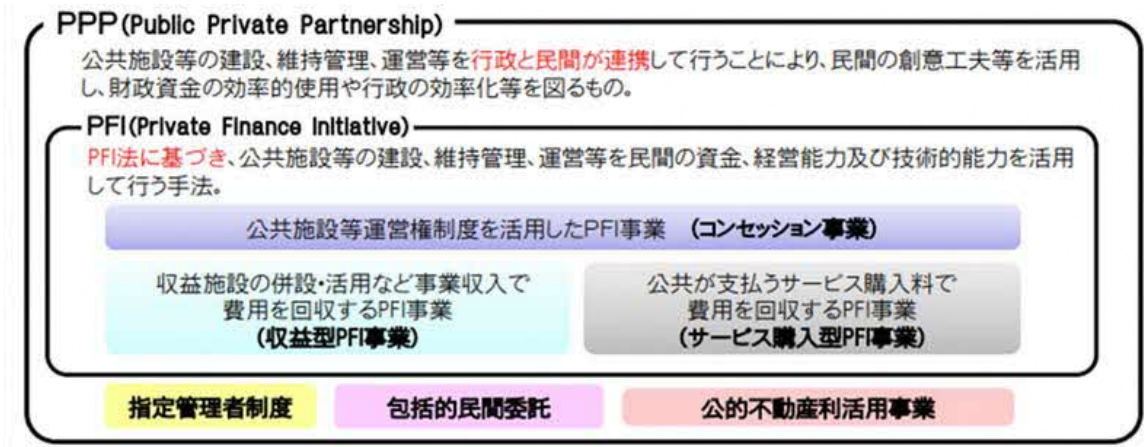 PPP(Public Private Partnership)
公共施設等の建設、維持管理、運営等を行政と民間が連携して行うことにより、民間の創意工夫等を活用
し、財政資金の効率的使用や行政の効率化等を図るもの。
PFI(Private Finance Initiative)
PFI法に基づき、公共施設等の建設、維持管理、運営等を民間の資金、経営能力及び技術的能力を活用
して行う手法。
公共施設等運営権制度を活用したPFI事業 (コンセッション事業)
収益施設の併設・活用など事業収入で
費用を回収するPFI事業
(収益型PFI事業)
公共が支払うサービス購入料で
費用を回収するPFI事業
(サービス購入型PFI事業)
指定管理者制度
包括的民間委託
公的不動産利活用事業